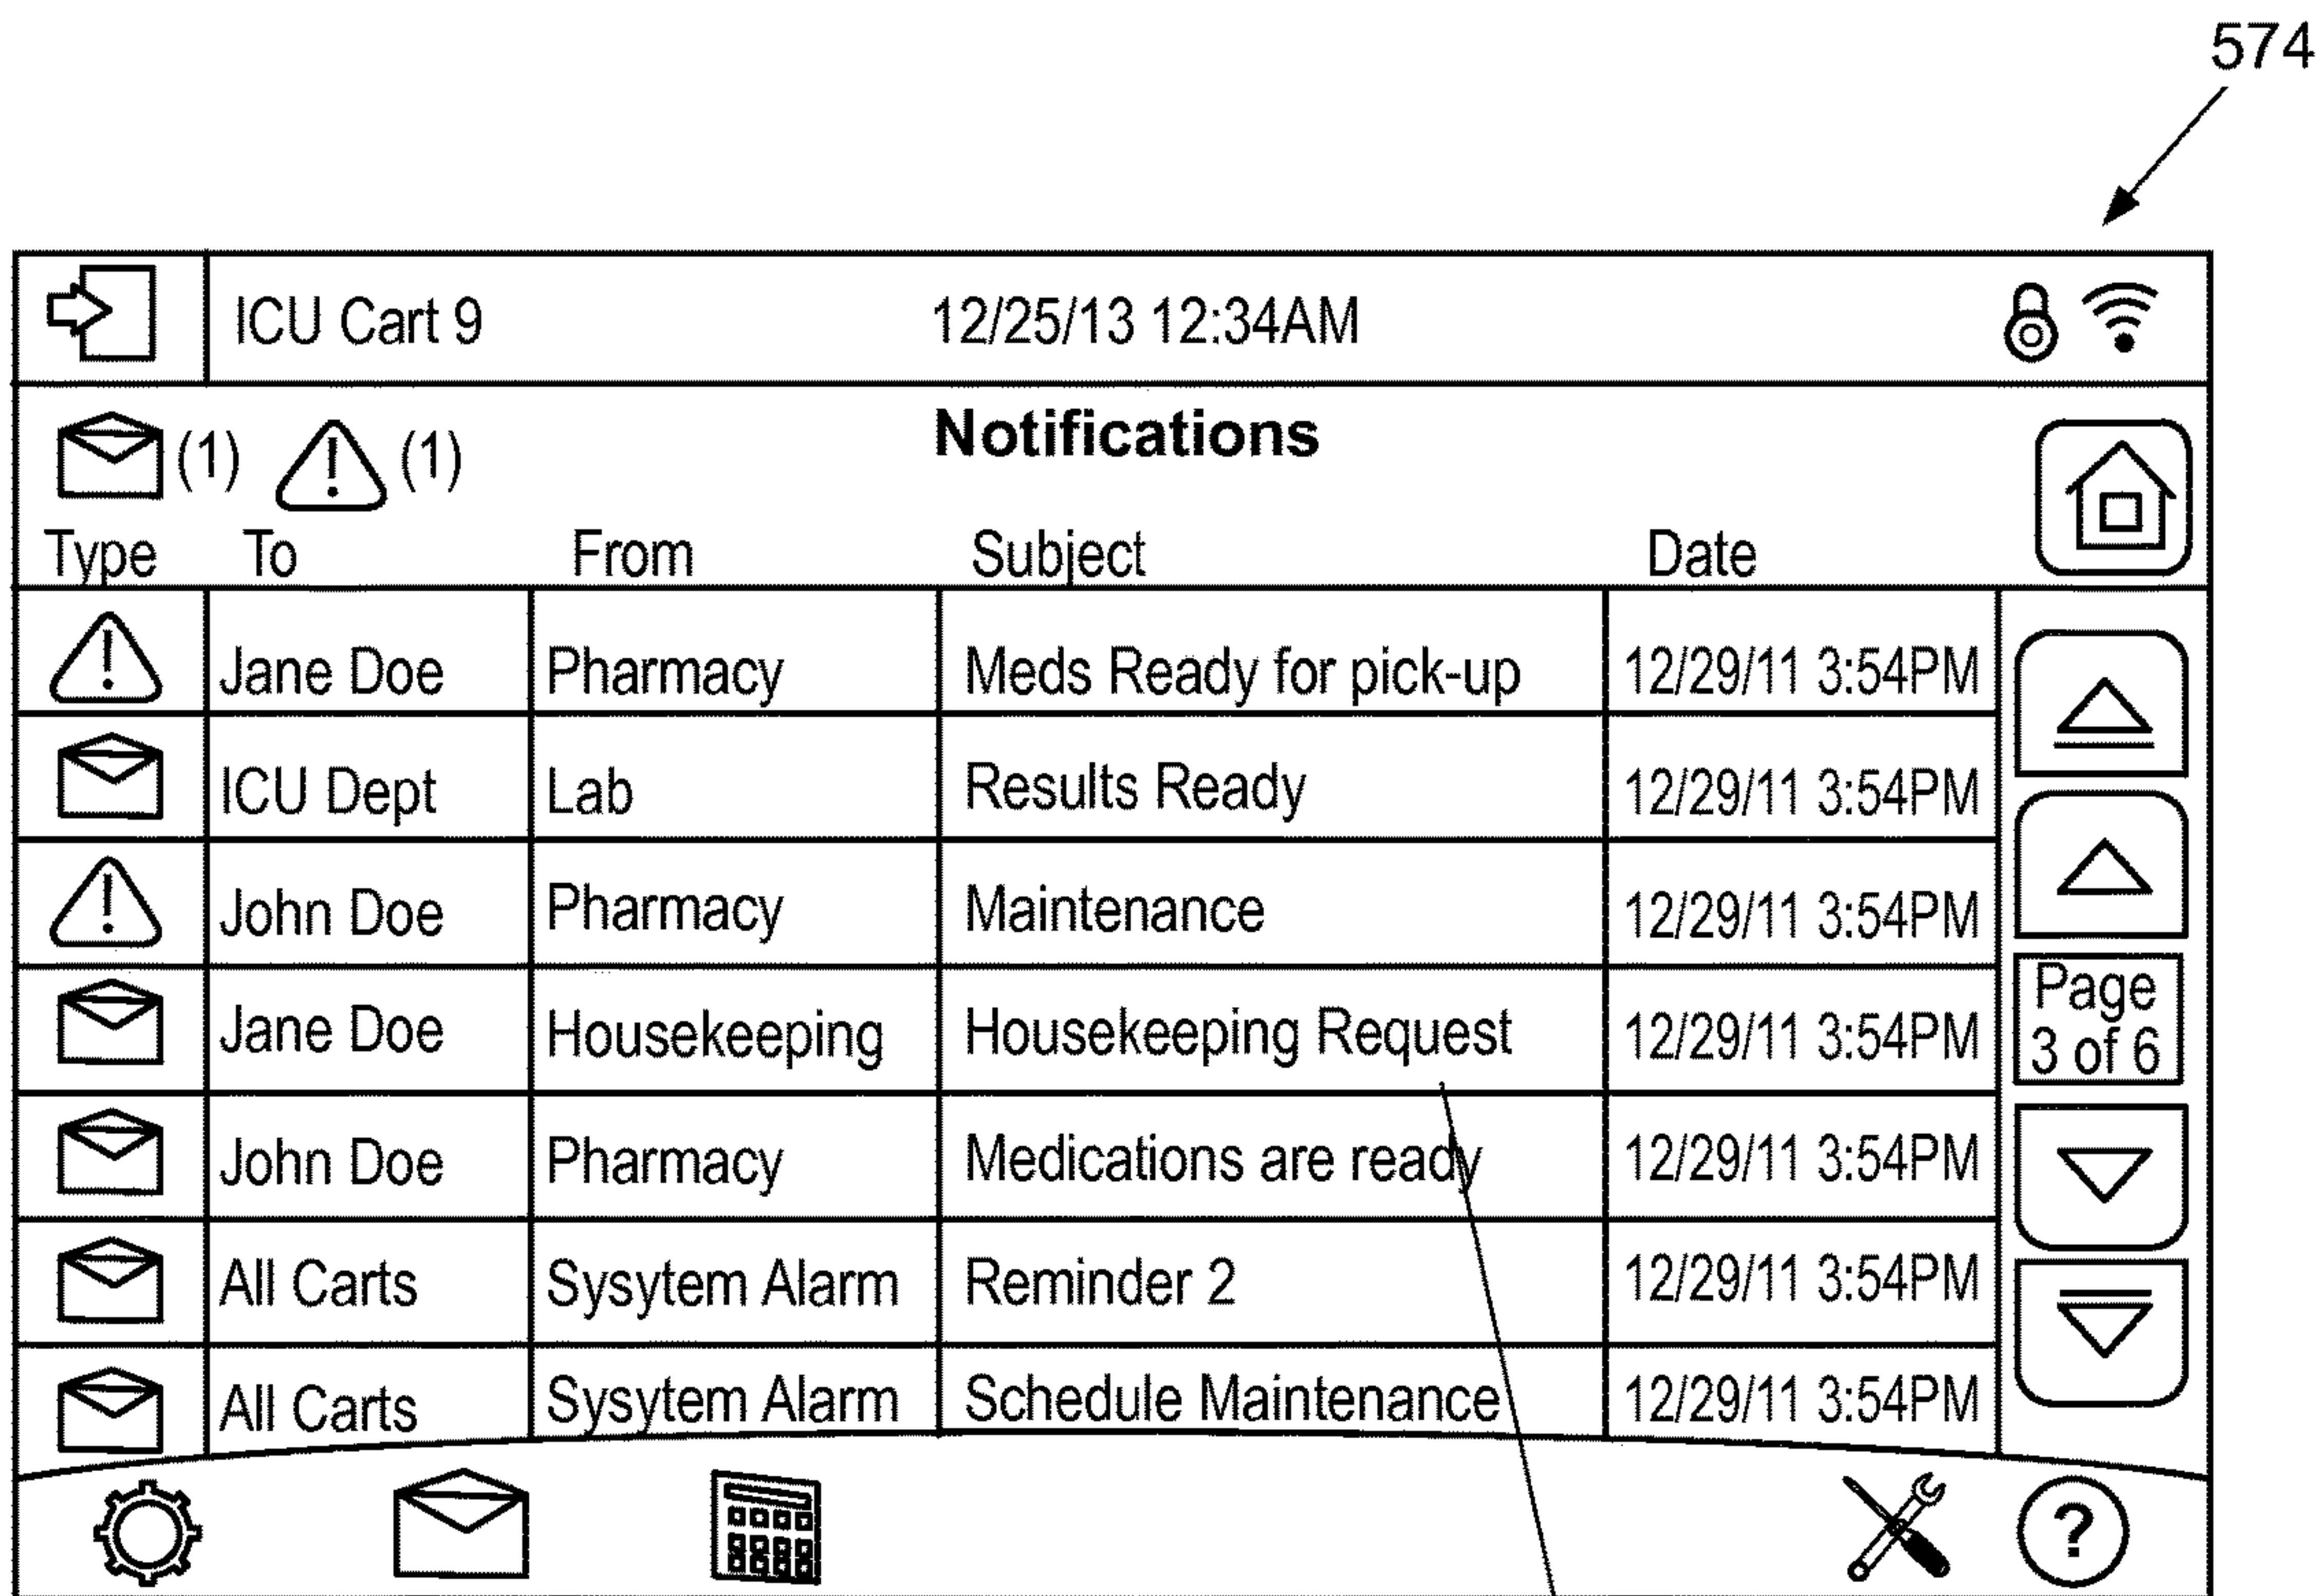 574
ICU Cart 9 12/25/13 12:34AM
Notifications
(1) (1)
Type To From Subject Date
Jane Doe Pharmacy Meds Ready for pick-up 12/29/11 3:54PM
ICU Dept Lab Results Ready 12/29/11 3:54PM
John Doe Pharmacy Maintenance 12/29/11 3:54PM
Jane Doe Housekeeping Housekeeping Request 12/29/11 3:54PM
Page
3 of 6
John Doe Pharmacy Medications are ready 12/29/11 3:54PM
All Carts Sysytem Alarm Reminder 2 12/29/11 3:54PM
All Carts Sysytem Alarm Schedule Maintenance 12/29/11 3:54PM
?